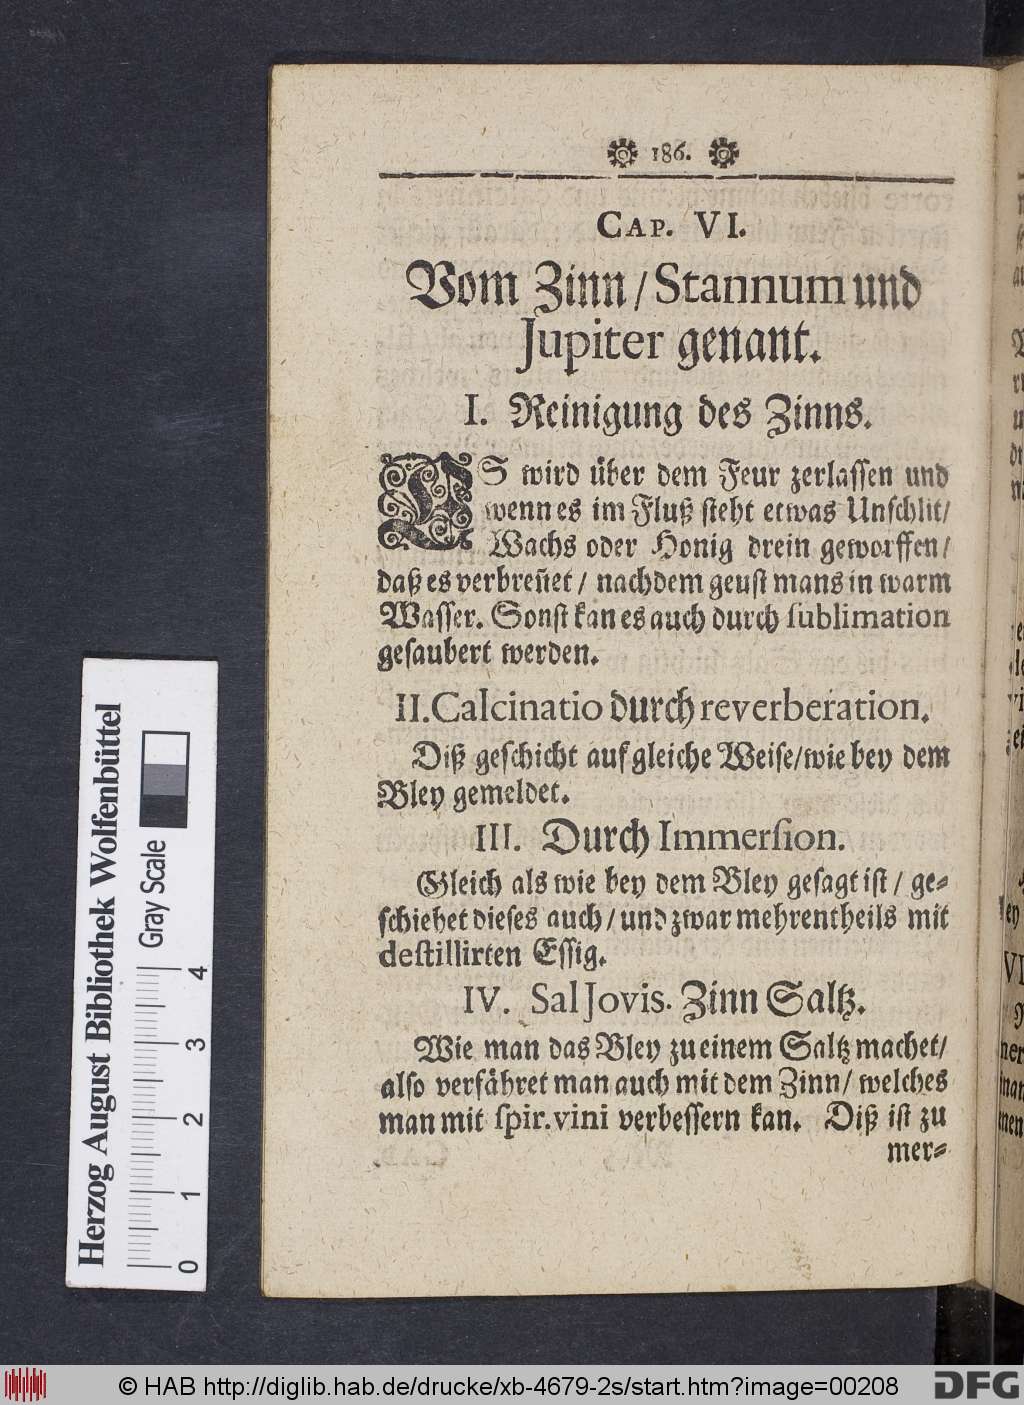 186.
CAP. VI.
Vom Zinn/Stannum und
Jupiter genant.
I. Reinigung des Zinns.
ES wird über dem Feur zerlassen und
wenn es im Fluß steht etwas Unschlit/
Wachs oder Honig drein geworffen/
daß es verbreñet/ nachdem geust mans in warm
Wasser. Sonst kan es auch durch ſublimation
gesaubert werden.
II. Calcinatio durch reverberation.
Diß geschicht auf gleiche Weise/wie bey dem
Bley gemeldet.
III. Durch Immerſion.
Gleich als wie bey dem Bley gesagt ist/ ge-
schiehet dieses auch/ und zwar mehrentheils mit
destillirten Essig.
IV. Sal Jovis. Zinn Saltz.
Wie man das Bley zu einem Saltz machet/
also verfähret man auch mit dem Zinn/ welches
man mit ſpir. vini verbessern kan. Diß ist zu
mer-
Herzog August Bibliothek Wolfenbüttel
Gray Scale
0 1 2 3 4
© HAB http://diglib.hab.de/drucke/xb-4679-2s/start.htm?image=00208
DFG